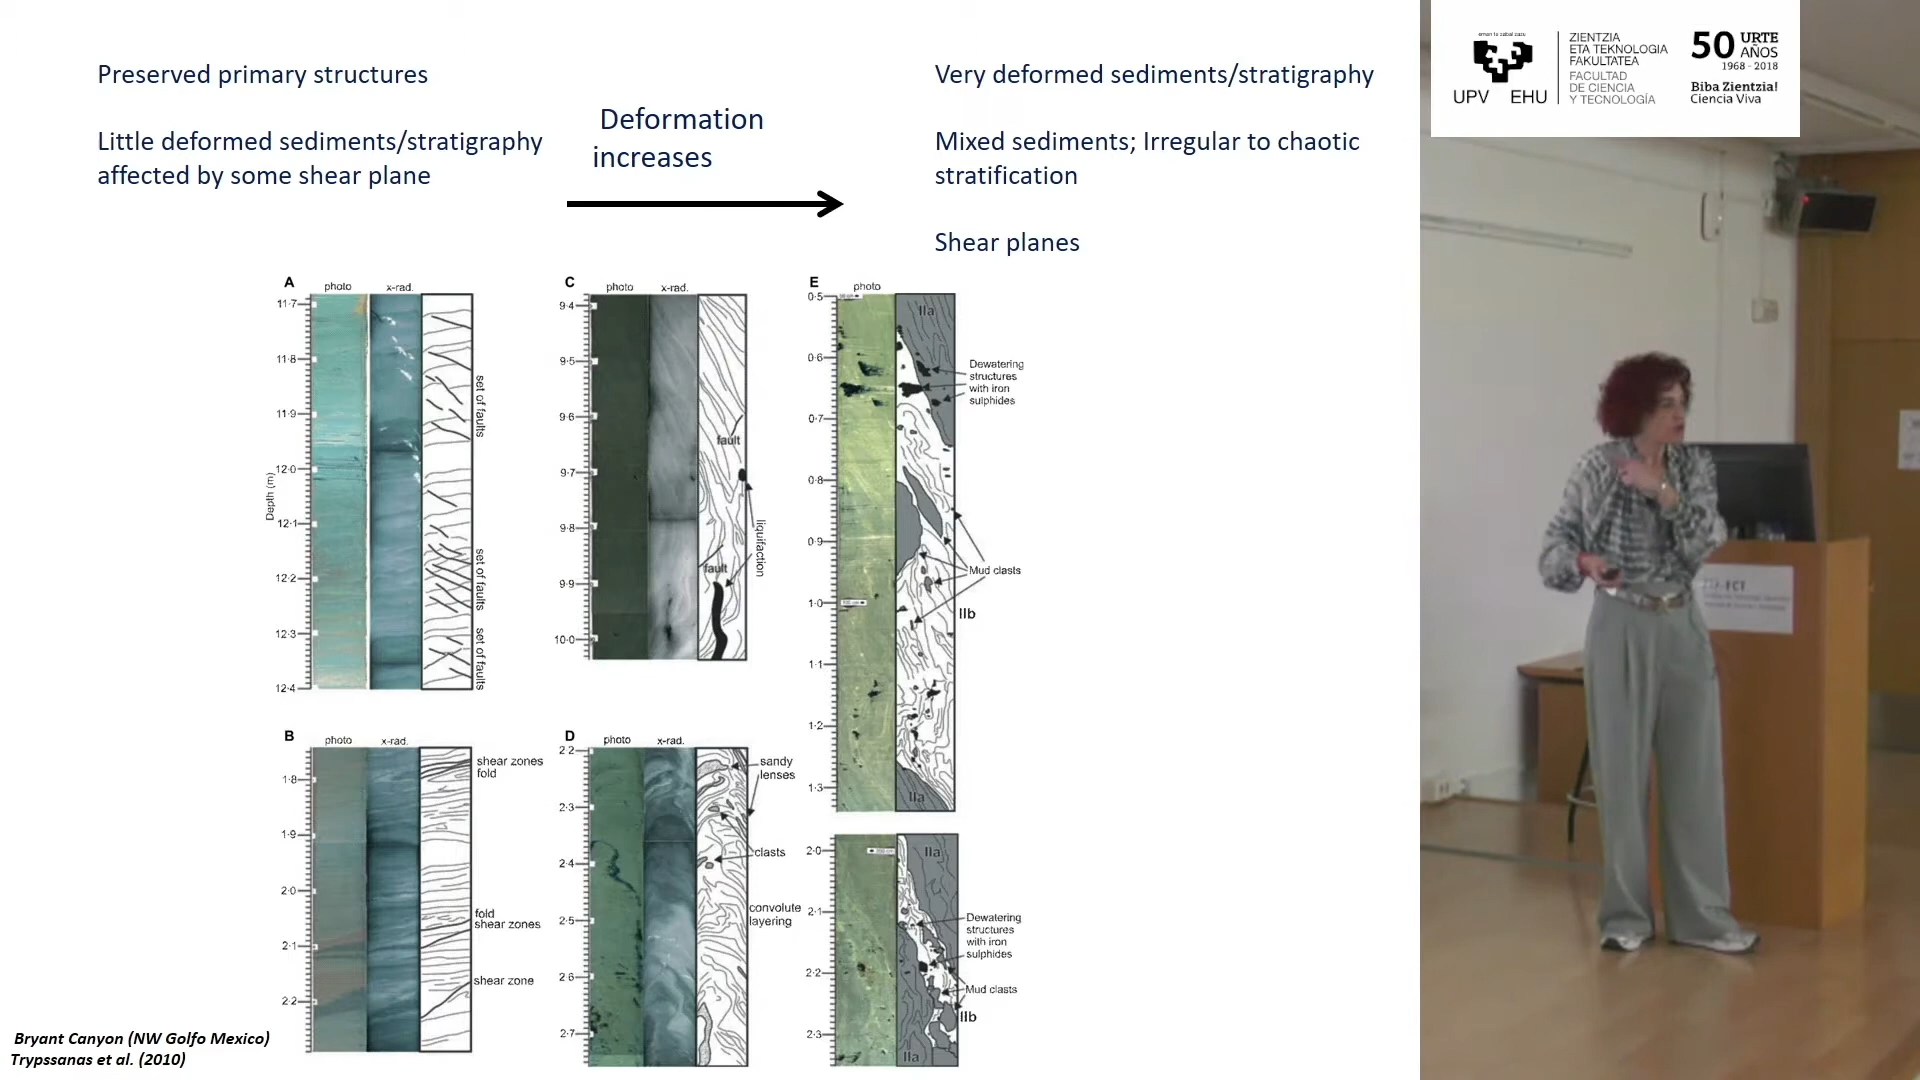 Preserved primary structures
Little deformed sediments/stratigraphy
affected by some shear plane
Deformation
increases
Very deformed sediments/stratigraphy
Mixed sediments; Irregular to chaotic
stratification
Shear planes
eman ta zabal zazu
UPV EHU
ZIENTZIA
ETA TEKNOLOGIA
FAKULTATEA
FACULTAD
DE CIENCIA
Y TECNOLOGÍA
50 URTE
AÑOS
1968 - 2018
Biba Zientzia!
Ciencia Viva
A
photo
x-rad.
Depth (m)
11·7
11·8
11·9
12·0
12·1
12·2
12·3
12·4
set of faults
set of faults
set of faults
B
photo
x-rad.
1·8
1·9
2·0
2·1
2·2
shear zones
fold
fold
shear zones
shear zone
C
photo
x-rad.
9·4
9·5
9·6
9·7
9·8
9·9
10·0
fault
fault
liquifaction
D
photo
x-rad.
2·2
2·3
2·4
2·5
2·6
2·7
sandy
lenses
clasts
convolute
layering
E
photo
0·5
0·6
0·7
0·8
0·9
1·0
1·1
1·2
1·3
IIa
Dewatering
structures
with iron
sulphides
Mud clasts
IIb
IIa
2·0
2·1
2·2
2·3
IIa
Dewatering
structures
with iron
sulphides
Mud clasts
IIb
IIa
Bryant Canyon (NW Golfo Mexico)
Trypssanas et al. (2010)